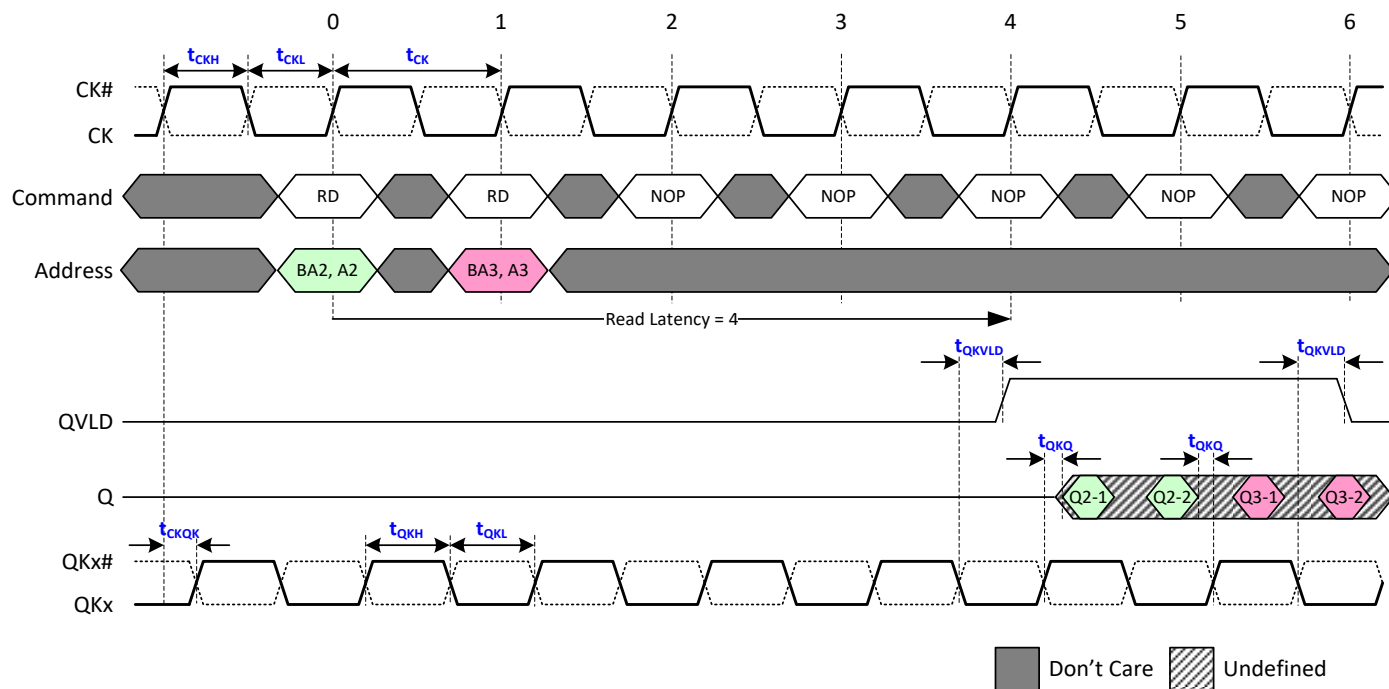 0 1 2 3 4 5 6
tCKH tCKL tCK
CK#
CK
Command RD RD NOP NOP NOP NOP NOP
Address BA2, A2 BA3, A3
Read Latency = 4
tQKVLD tQKVLD
QVLD
tQKQ tQKQ
Q Q2-1 Q2-2 Q3-1 Q3-2
tCKQK tQKH tQKL
QKx#
QKx
Don't Care Undefined